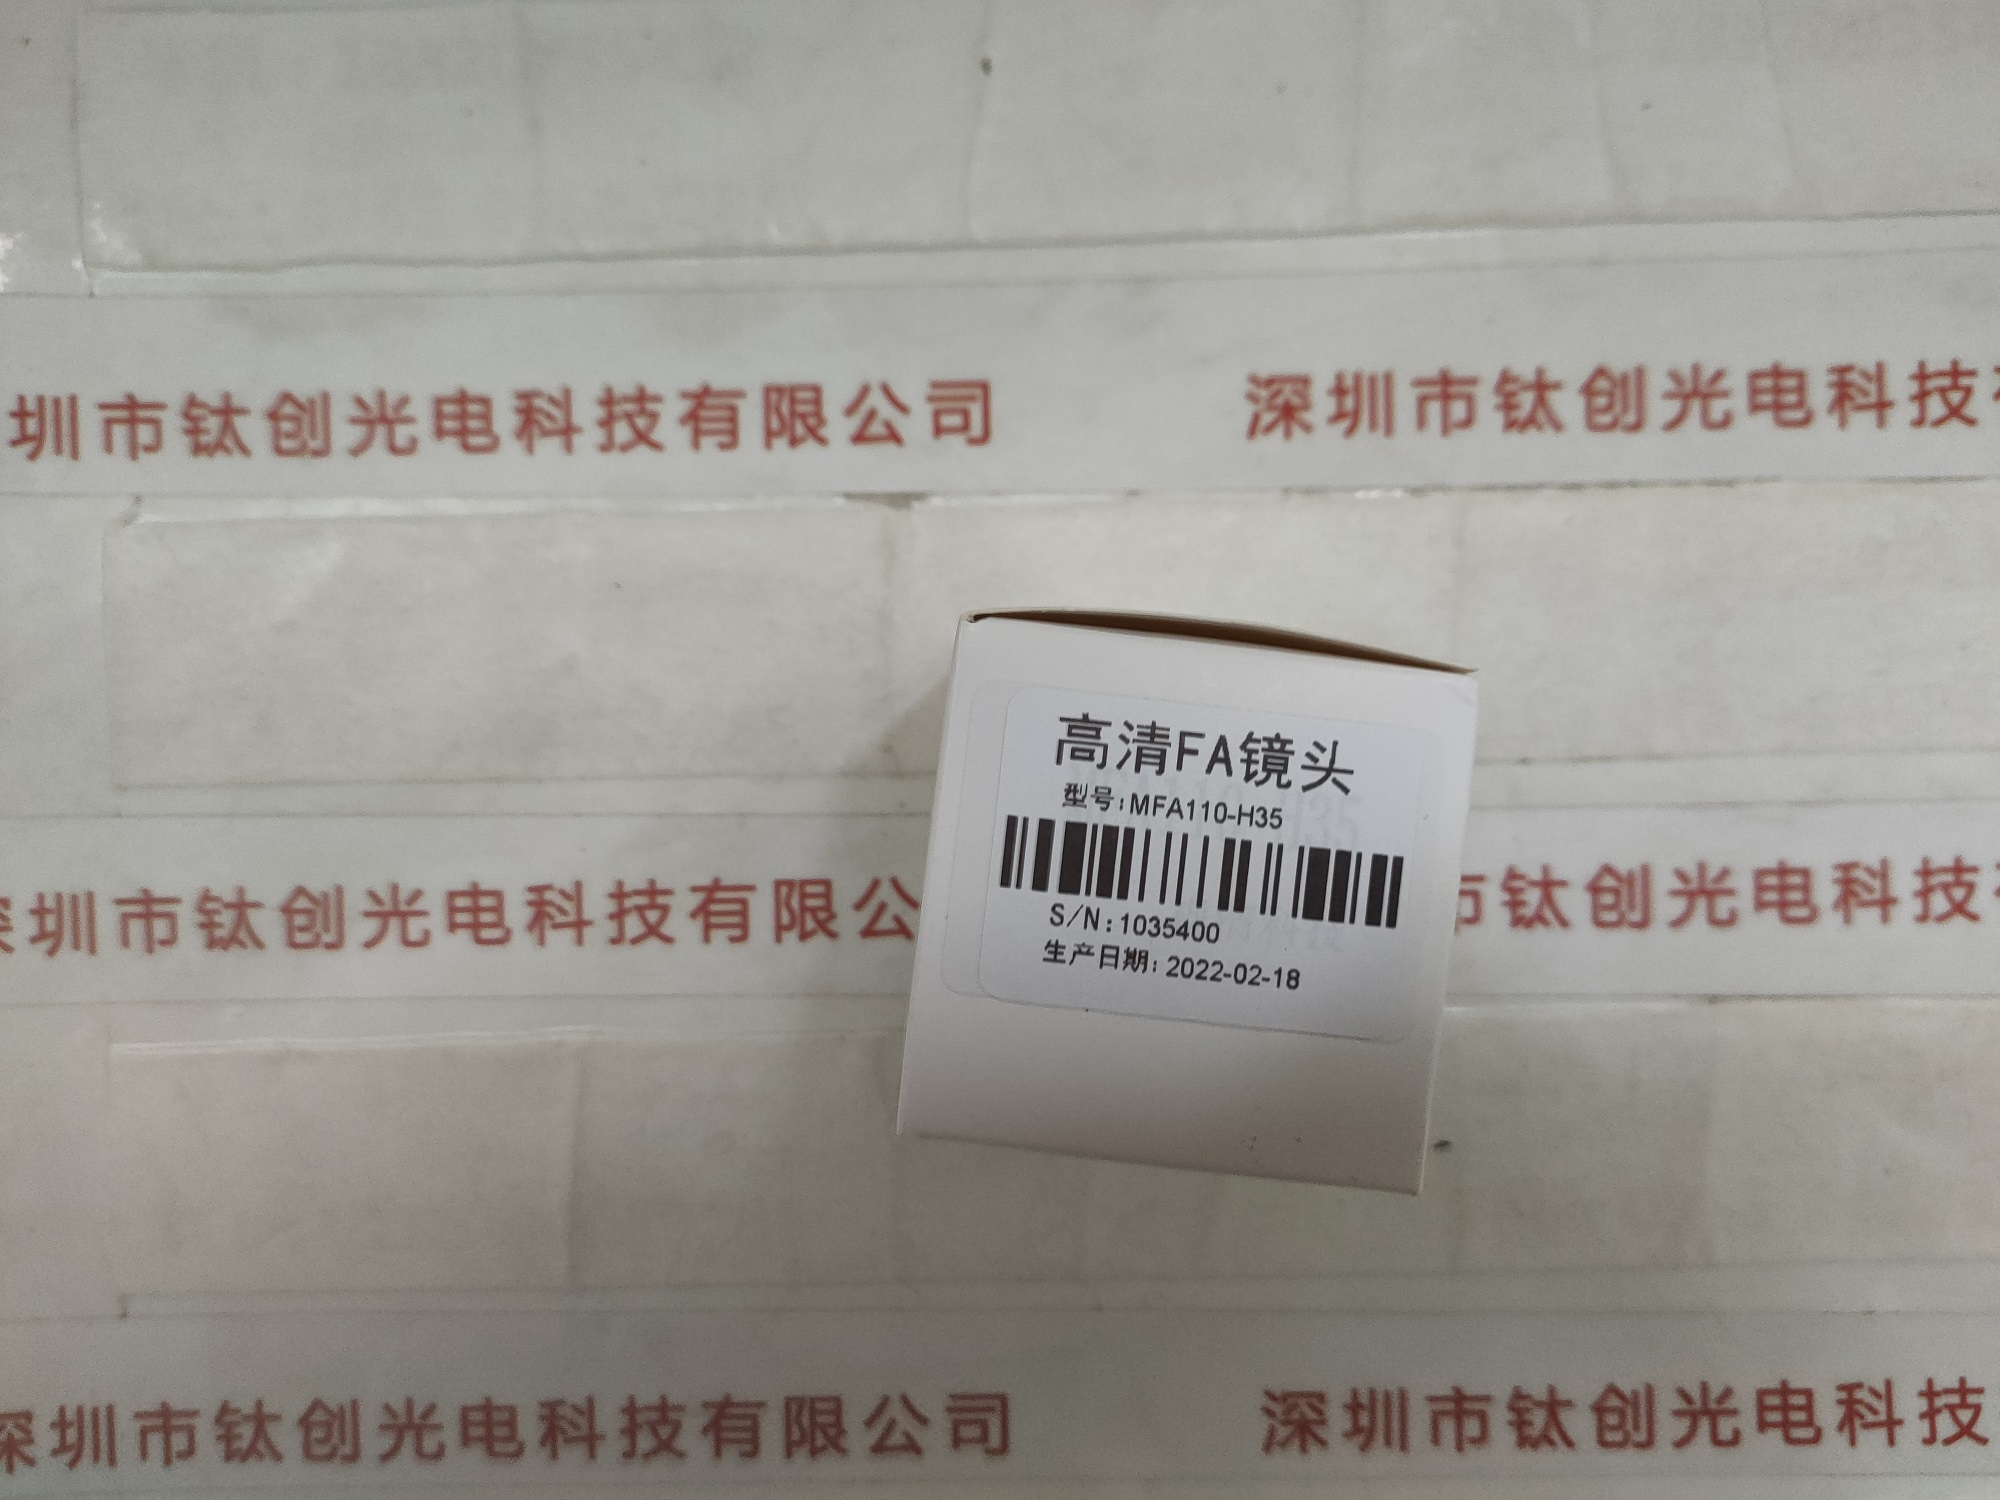 圳市钛创光电科技有限公司
深圳市钛创光电科技
高清FA镜头
型号:MFA110-H35
S/N:1035400
生产日期:2022-02-18
深圳市钛创光电科技有限公
市钛创光电科技
深圳市钛创光电科技有限公司
深圳市钛创光电科技